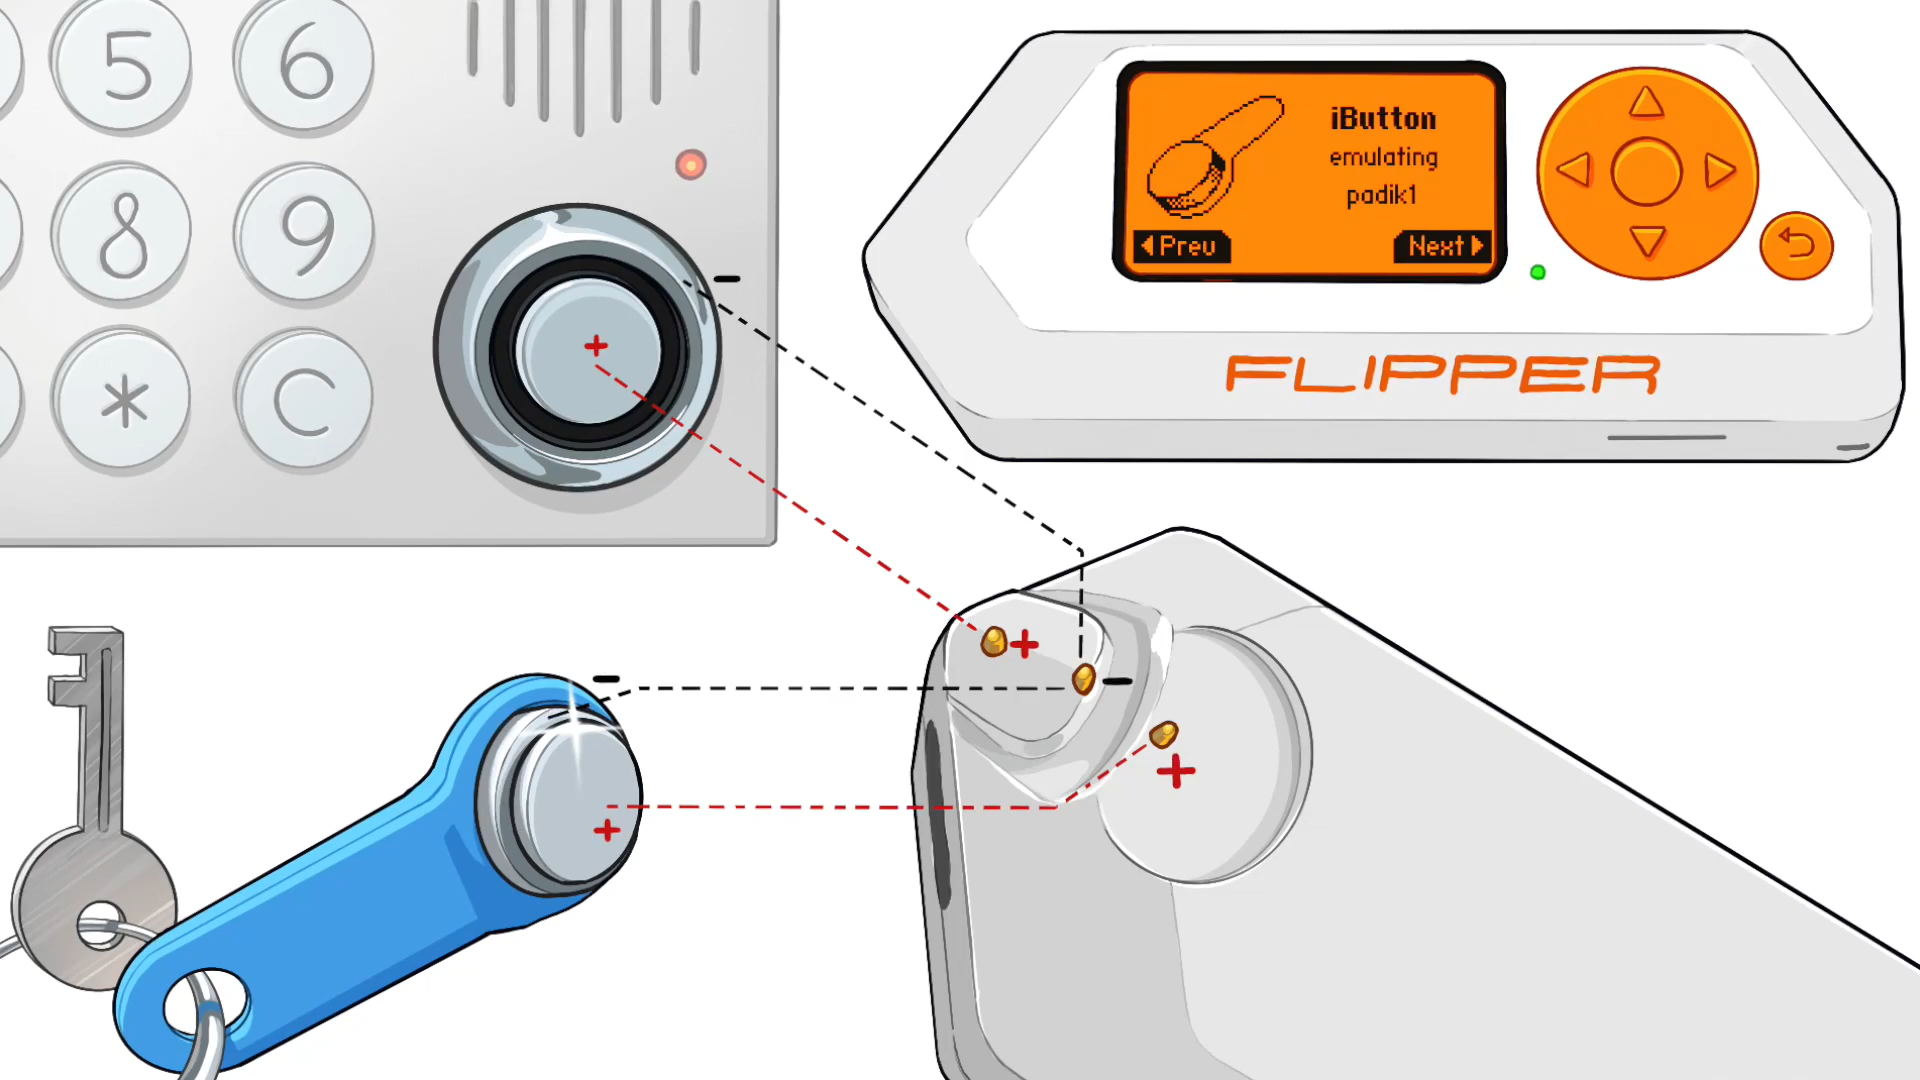 5
6
8
9
*
C
+
-
iButton
emulating
padik1
Prev
Next
FLIPPER
+
-
+
-
+